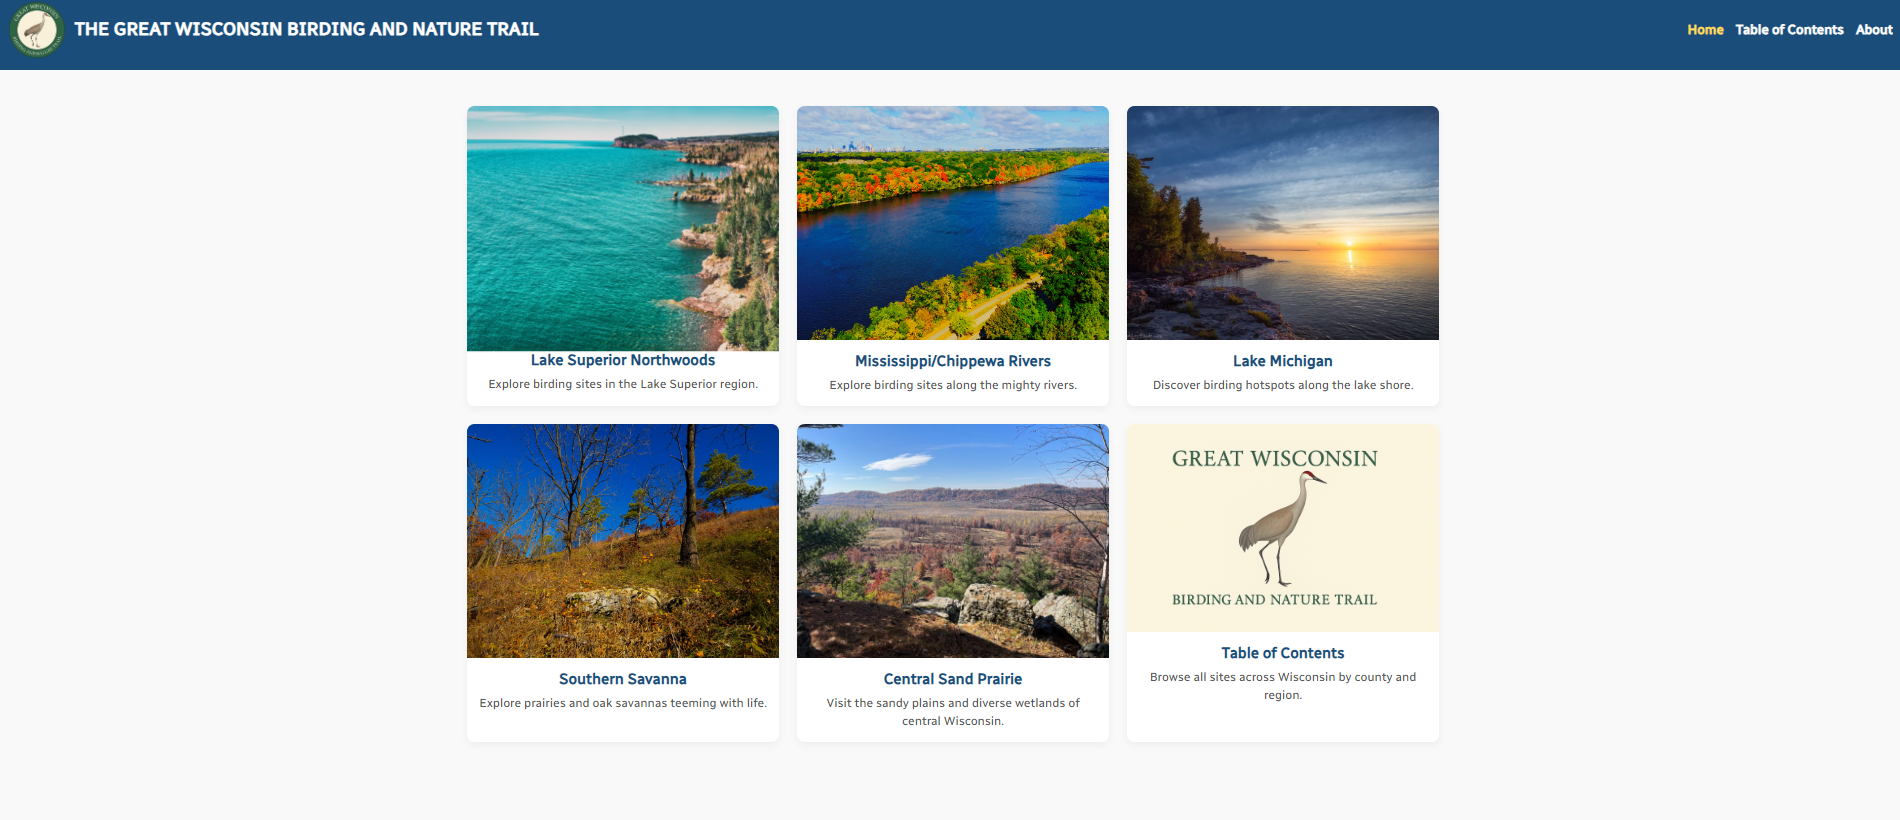 THE GREAT WISCONSIN BIRDING AND NATURE TRAIL
Home Table of Contents About
Lake Superior Northwoods
Explore birding sites in the Lake Superior region.
Mississippi/Chippewa Rivers
Explore birding sites along the mighty rivers.
Lake Michigan
Discover birding hotspots along the lake shore.
Southern Savanna
Explore prairies and oak savannas teeming with life.
Central Sand Prairie
Visit the sandy plains and diverse wetlands of
central Wisconsin.
GREAT WISCONSIN
BIRDING AND NATURE TRAIL
Table of Contents
Browse all sites across Wisconsin by county and
region.